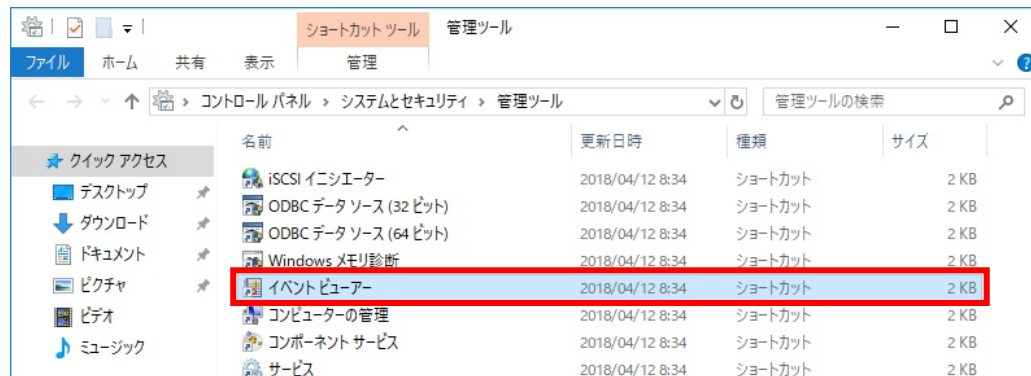 ショートカット ツール 管理ツール
ファイル ホーム 共有 表示 管理
コントロール パネル › システムとセキュリティ › 管理ツール 管理ツールの検索
名前 更新日時 種類 サイズ
クイック アクセス
デスクトップ
ダウンロード
ドキュメント
ピクチャ
ビデオ
ミュージック
iSCSI イニシエーター 2018/04/12 8:34 ショートカット 2 KB
ODBC データ ソース (32 ビット) 2018/04/12 8:34 ショートカット 2 KB
ODBC データ ソース (64 ビット) 2018/04/12 8:34 ショートカット 2 KB
Windows メモリ診断 2018/04/12 8:34 ショートカット 2 KB
イベント ビューアー 2018/04/12 8:34 ショートカット 2 KB
コンピューターの管理 2018/04/12 8:34 ショートカット 2 KB
コンポーネント サービス 2018/04/12 8:34 ショートカット 2 KB
サービス 2018/04/12 8:34 ショートカット 2 KB